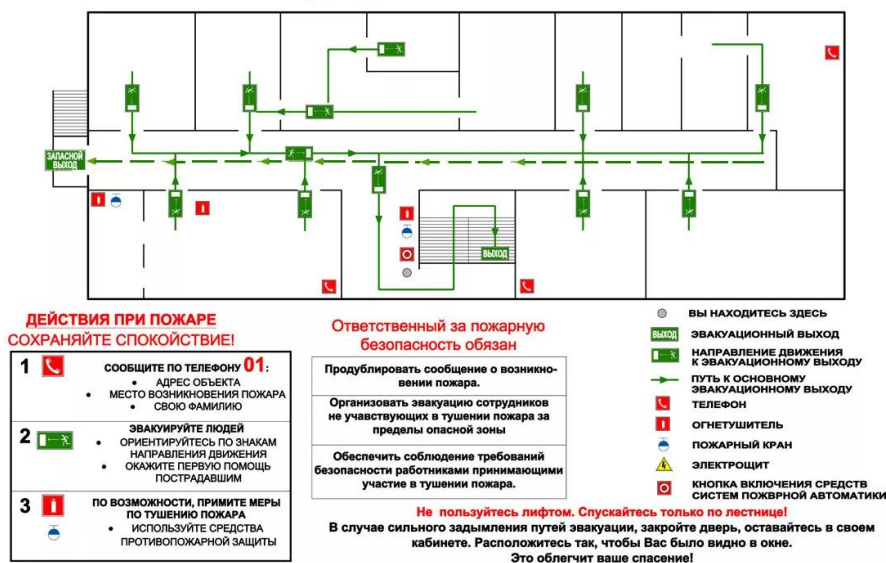 ЗАПАСНОЙ
ВЫХОД
ВЫХОД
ДЕЙСТВИЯ ПРИ ПОЖАРЕ
СОХРАНЯЙТЕ СПОКОЙСТВИЕ!
1
СООБЩИТЕ ПО ТЕЛЕФОНУ 01:
• АДРЕС ОБЪЕКТА
• МЕСТО ВОЗНИКНОВЕНИЯ ПОЖАРА
• СВОЮ ФАМИЛИЮ
2
ЭВАКУИРУЙТЕ ЛЮДЕЙ
• ОРИЕНТИРУЙТЕСЬ ПО ЗНАКАМ
НАПРАВЛЕНИЯ ДВИЖЕНИЯ
• ОКАЖИТЕ ПЕРВУЮ ПОМОЩЬ
ПОСТРАДАВШИМ
3
ПО ВОЗМОЖНОСТИ, ПРИМИТЕ МЕРЫ
ПО ТУШЕНИЮ ПОЖАРА
• ИСПОЛЬЗУЙТЕ СРЕДСТВА
ПРОТИВОПОЖАРНОЙ ЗАЩИТЫ
Ответственный за пожарную
безопасность обязан
Продублировать сообщение о возникно-
вении пожара.
Организовать эвакуацию сотрудников
не учавствующих в тушении пожара за
пределы опасной зоны
Обеспечить соблюдение требований
безопасности работниками принимающими
участие в тушении пожара.
ВЫ НАХОДИТЕСЬ ЗДЕСЬ
ВЫХОД
ЭВАКУАЦИОННЫЙ ВЫХОД
НАПРАВЛЕНИЕ ДВИЖЕНИЯ
К ЭВАКУАЦИОННОМУ ВЫХОДУ
ПУТЬ К ОСНОВНОМУ
ЭВАКУАЦИОННОМУ ВЫХОДУ
ТЕЛЕФОН
ОГНЕТУШИТЕЛЬ
ПОЖАРНЫЙ КРАН
ЭЛЕКТРОЩИТ
КНОПКА ВКЛЮЧЕНИЯ СРЕДСТВ
СИСТЕМ ПОЖВРНОЙ АВТОМАТИКИ
Не пользуйтесь лифтом. Спускайтесь только по лестнице!
В случае сильного задымления путей эвакуации, закройте дверь, оставайтесь в своем
кабинете. Расположитесь так, чтобы Вас было видно в окне.
Это облегчит ваше спасение!